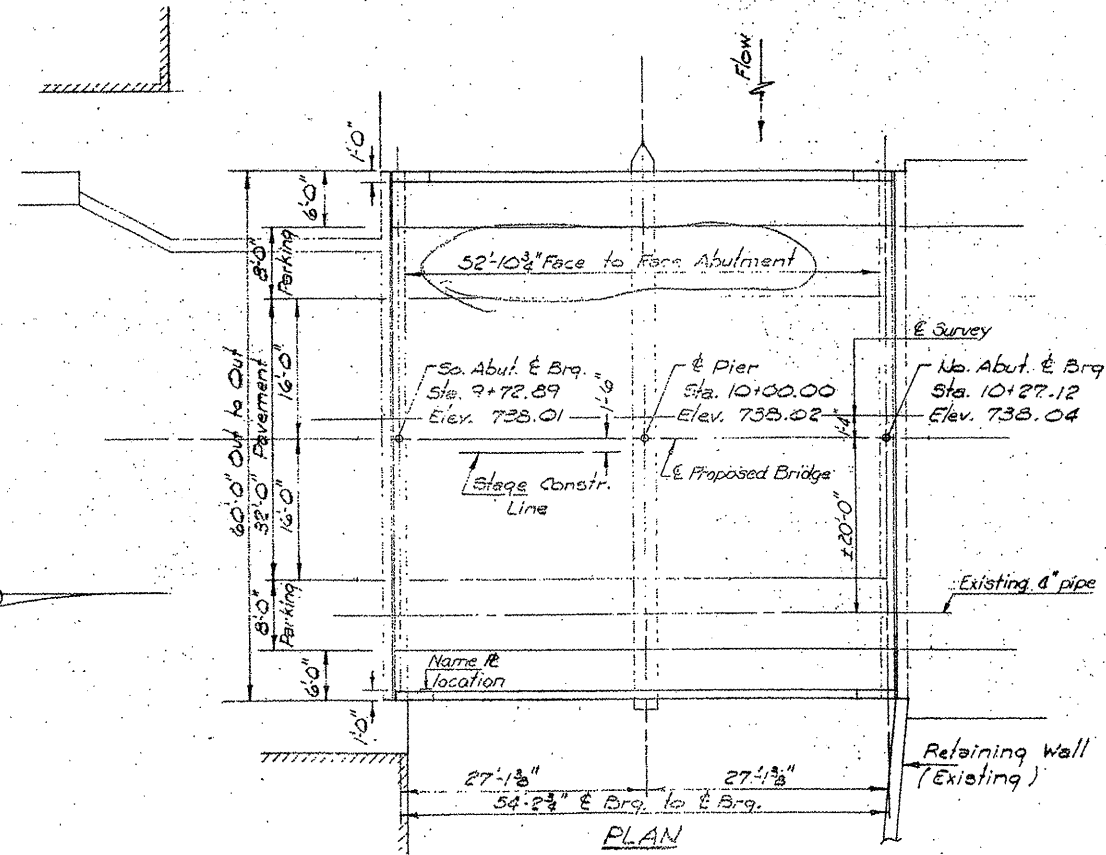 Flow
1'-0"
6'-0"
8'-0"
Parking
52'-10¾" Face to Face Abutment
60'-0" Out to Out
32'-0" Pavement
16'-0"
16'-0"
℄ Survey
So. Abut. ℄ Brg.
Sta. 9+72.89
Elev. 738.01
1'-6"
℄ Pier
Sta. 10+00.00
Elev. 738.02
No. Abut. ℄ Brg
Sta. 10+27.12
Elev. 738.04
1'-4"
Stage Constr.
Line
℄ Proposed Bridge
±20'-0"
8'-0"
Parking
Existing 4" pipe
6'-0"
Name ℙL
location
1'-0"
27'-1⅜"
27'-1⅜"
54'-2¾" ℄ Brg. to ℄ Brg.
Retaining Wall
(Existing)
PLAN